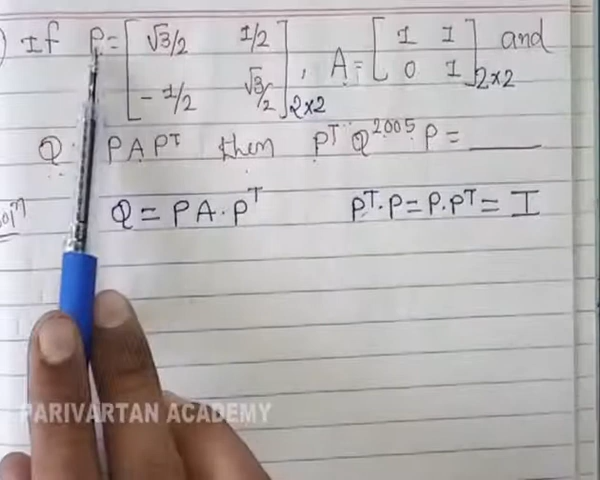 ) If P = [ √3/2 1/2
-1/2 √3/2 ]2×2 , A = [ 1 1
0 1 ]2×2 and
Q PAPᵀ then Pᵀ Q²⁰⁰⁵ P = ____
Q = PA·Pᵀ Pᵀ·P = P·Pᵀ = I
PARIVARTAN ACADEMY